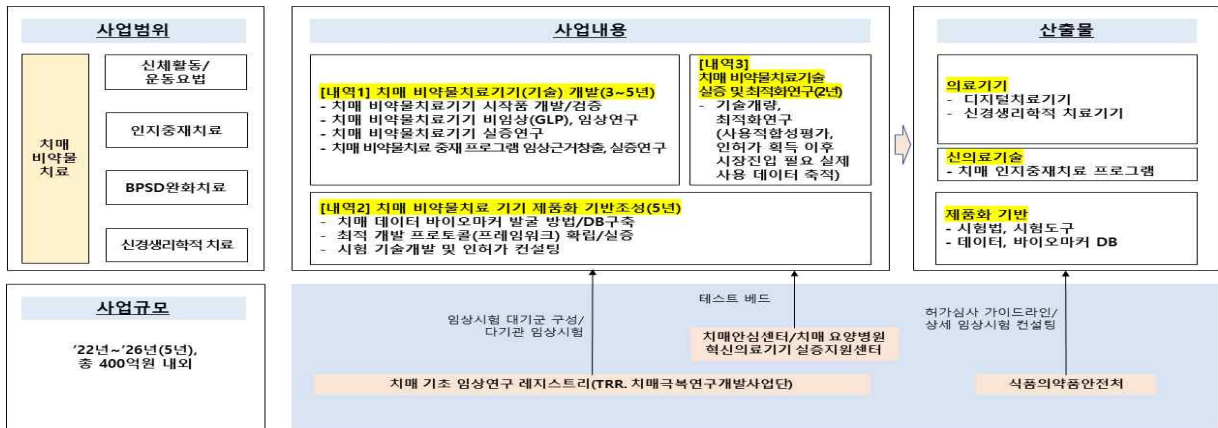 사업범위
치매
비약물
치료
신체활동/
운동요법
인지중재치료
BPSD완화치료
신경생리학적 치료
사업규모
’22년~’26년(5년),
총 400억원 내외
사업내용
[내역1] 치매 비약물치료기기(기술) 개발(3~5년)
- 치매 비약물치료기기 시작품 개발/검증
- 치매 비약물치료기기 비임상(GLP), 임상연구
- 치매 비약물치료기기 실증연구
- 치매 비약물치료 중재 프로그램 임상근거창출, 실증연구
[내역3]
치매 비약물치료기술
실증 및 최적화연구(2년)
- 기술개량,
최적화연구
(사용적합성평가,
인허가 획득 이후
시장진입 필요 실제
사용 데이터 축적)
[내역2] 치매 비약물치료 기기 제품화 기반조성(5년)
- 치매 데이터 바이오마커 발굴 방법/DB구축
- 최적 개발 프로토콜(프레임워크) 확립/실증
- 시험 기술개발 및 인허가 컨설팅
산출물
의료기기
- 디지털치료기기
- 신경생리학적 치료기기
신의료기술
- 치매 인지중재치료 프로그램
제품화 기반
- 시험법, 시험도구
- 데이터, 바이오마커 DB
임상시험 대기군 구성/
다기관 임상시험
테스트 베드
치매안심센터/치매 요양병원
혁신의료기기 실증지원센터
치매 기초 임상연구 레지스트리(TRR. 치매극복연구개발사업단)
허가심사 가이드라인/
상세 임상시험 컨설팅
식품의약품안전처